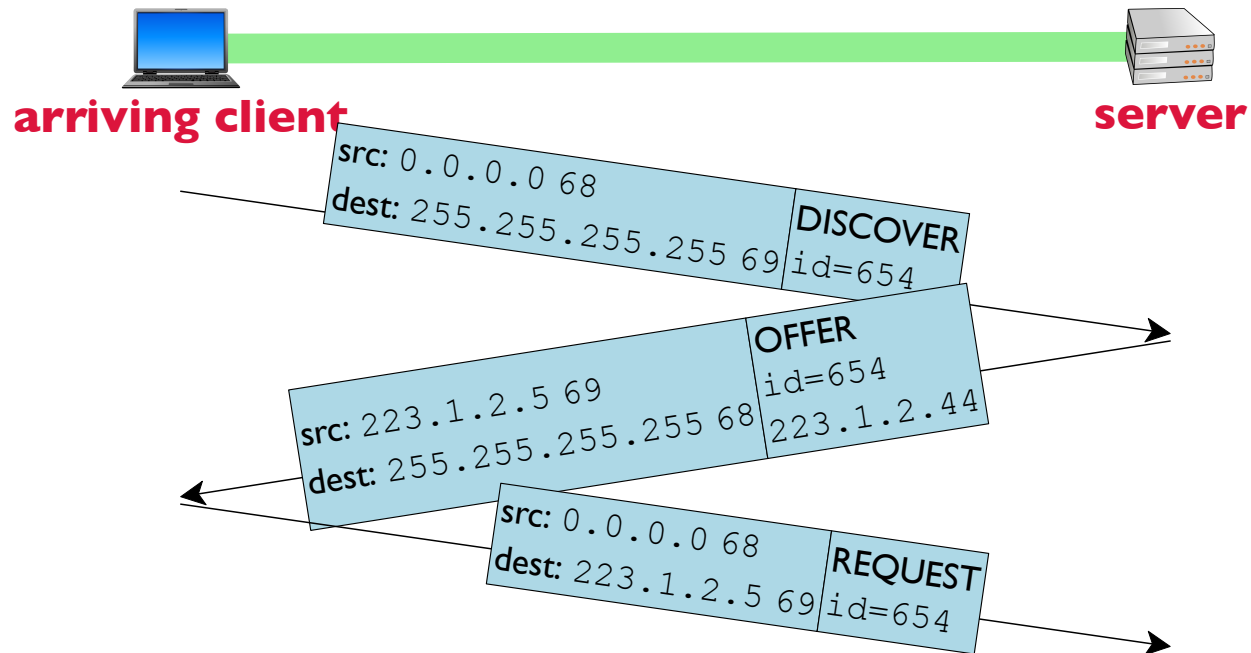 arriving client
server
src: 0.0.0.0 68
dest: 255.255.255.255 69
DISCOVER
id=654
src: 223.1.2.5 69
dest: 255.255.255.255 68
OFFER
id=654
223.1.2.44
src: 0.0.0.0 68
dest: 223.1.2.5 69
REQUEST
id=654